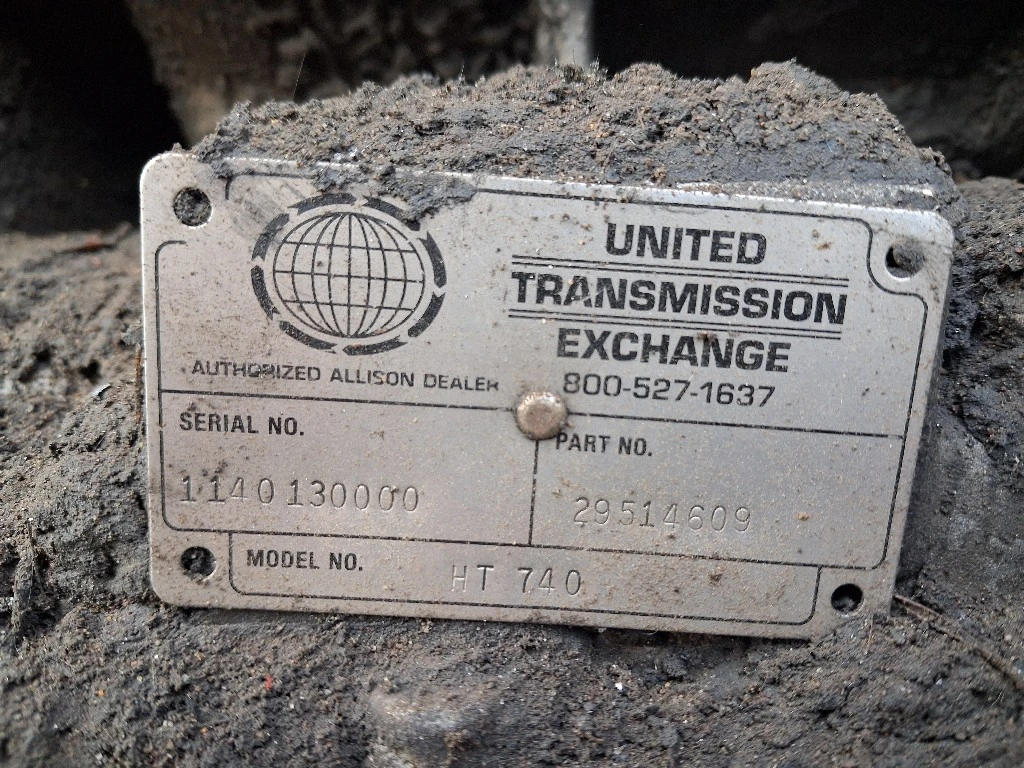 UNITED
TRANSMISSION
EXCHANGE
AUTHORIZED ALLISON DEALER
800-527-1637
SERIAL NO.
PART NO.
1140130000
29514609
MODEL NO. HT 740